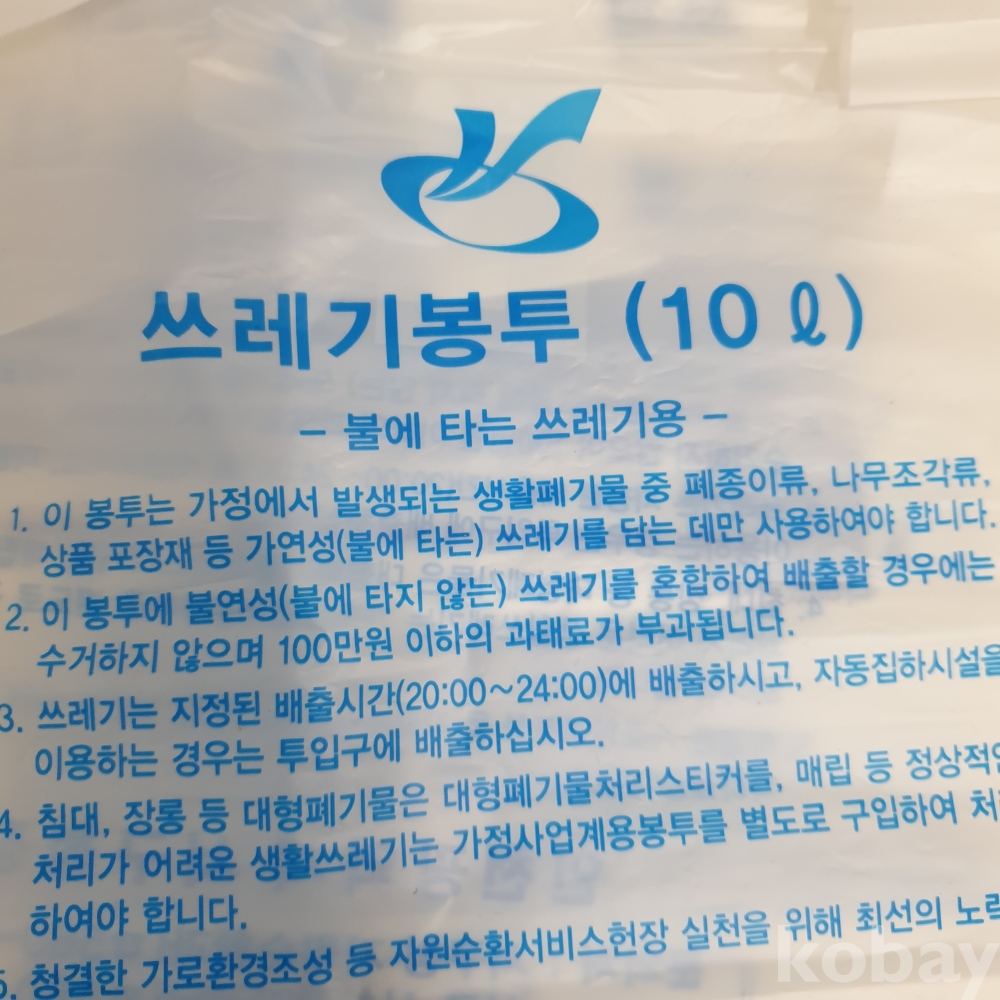 쓰레기봉투 (10ℓ)
- 불에 타는 쓰레기용 -
1. 이 봉투는 가정에서 발생되는 생활폐기물 중 폐종이류, 나무조각류,
상품 포장재 등 가연성(불에 타는) 쓰레기를 담는 데만 사용하여야 합니다.
2. 이 봉투에 불연성(불에 타지 않는) 쓰레기를 혼합하여 배출할 경우에는
수거하지 않으며 100만원 이하의 과태료가 부과됩니다.
3. 쓰레기는 지정된 배출시간(20:00~24:00)에 배출하시고, 자동집하시설을
이용하는 경우는 투입구에 배출하십시오.
4. 침대, 장롱 등 대형폐기물은 대형폐기물처리스티커를, 매립 등 정상적인
처리가 어려운 생활쓰레기는 가정사업계용봉투를 별도로 구입하여 처리
하여야 합니다.
5. 청결한 가로환경조성 등 자원순환서비스헌장 실천을 위해 최선의 노력
kobay